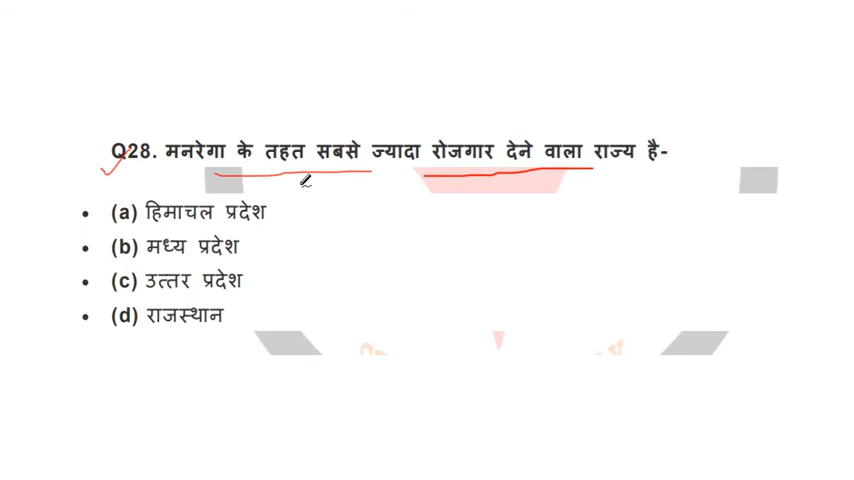 Q28. मनरेगा के तहत सबसे ज्यादा रोजगार देने वाला राज्य है-
• (a) हिमाचल प्रदेश
• (b) मध्य प्रदेश
• (c) उत्तर प्रदेश
• (d) राजस्थान